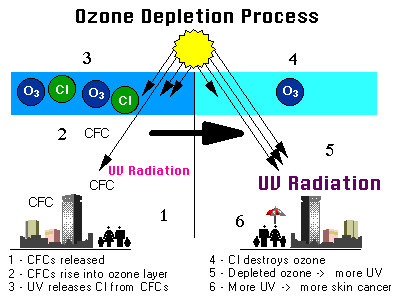 Ozone Depletion Process
3
4
O3
Cl
O3
Cl
O3
2
CFC
5
UV Radiation
CFC
UV Radiation
CFC
1
6
1 - CFCs released
2 - CFCs rise into ozone layer
3 - UV releases Cl from CFCs
4 - Cl destroys ozone
5 - Depleted ozone -> more UV
6 - More UV -> more skin cancer